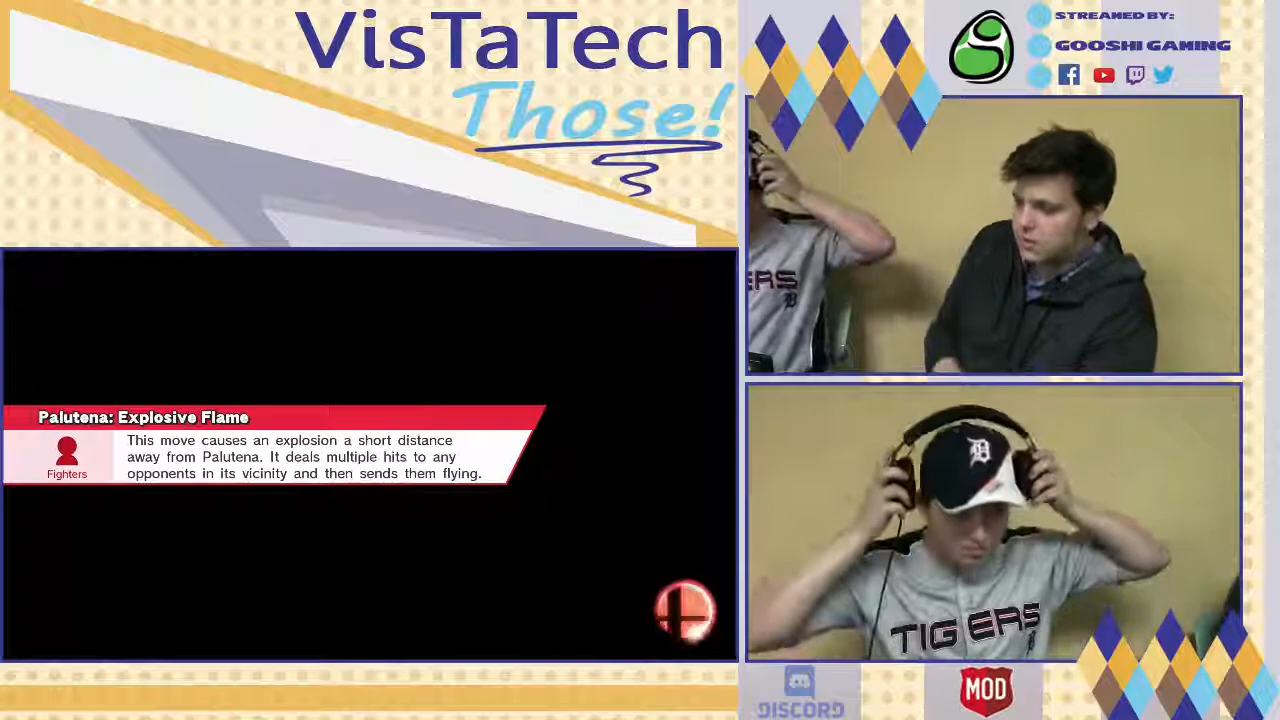 VisTaTech
Those!
STREAMED BY:
GOOSHI GAMING
Palutena: Explosive Flame
Fighters
This move causes an explosion a short distance
away from Palutena. It deals multiple hits to any
opponents in its vicinity and then sends them flying.
ERS
D
D
TIGERS
DISCORD
MOD